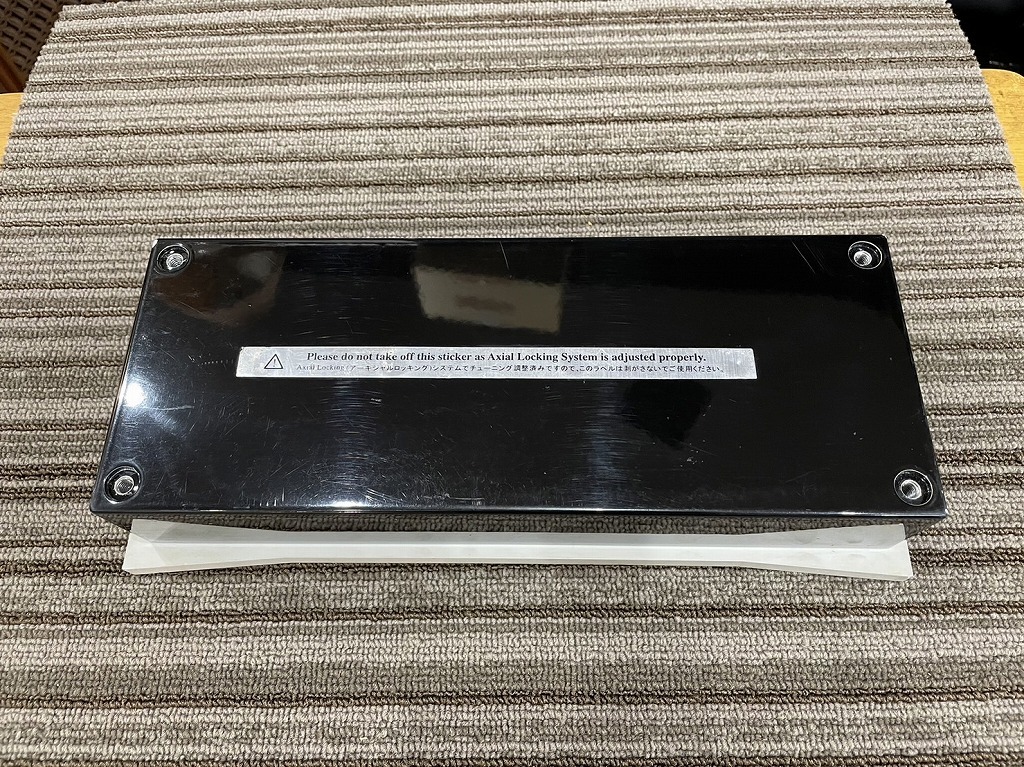 Please do not take off this sticker as Axial Locking System is adjusted properly.
Axial Locking(アーキシャルロッキング)システムでチューニング調整済みですので、このラベルは剥がさないでご使用ください。